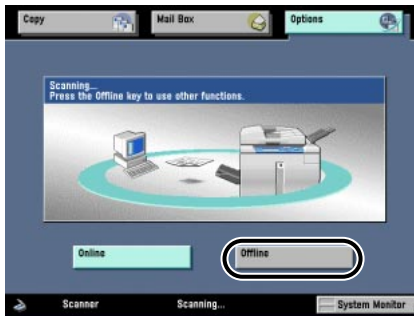 Copy Mail Box Options
Scanning...
Press the Offline key to use other functions.
Online Offline
Scanner Scanning... System Monitor